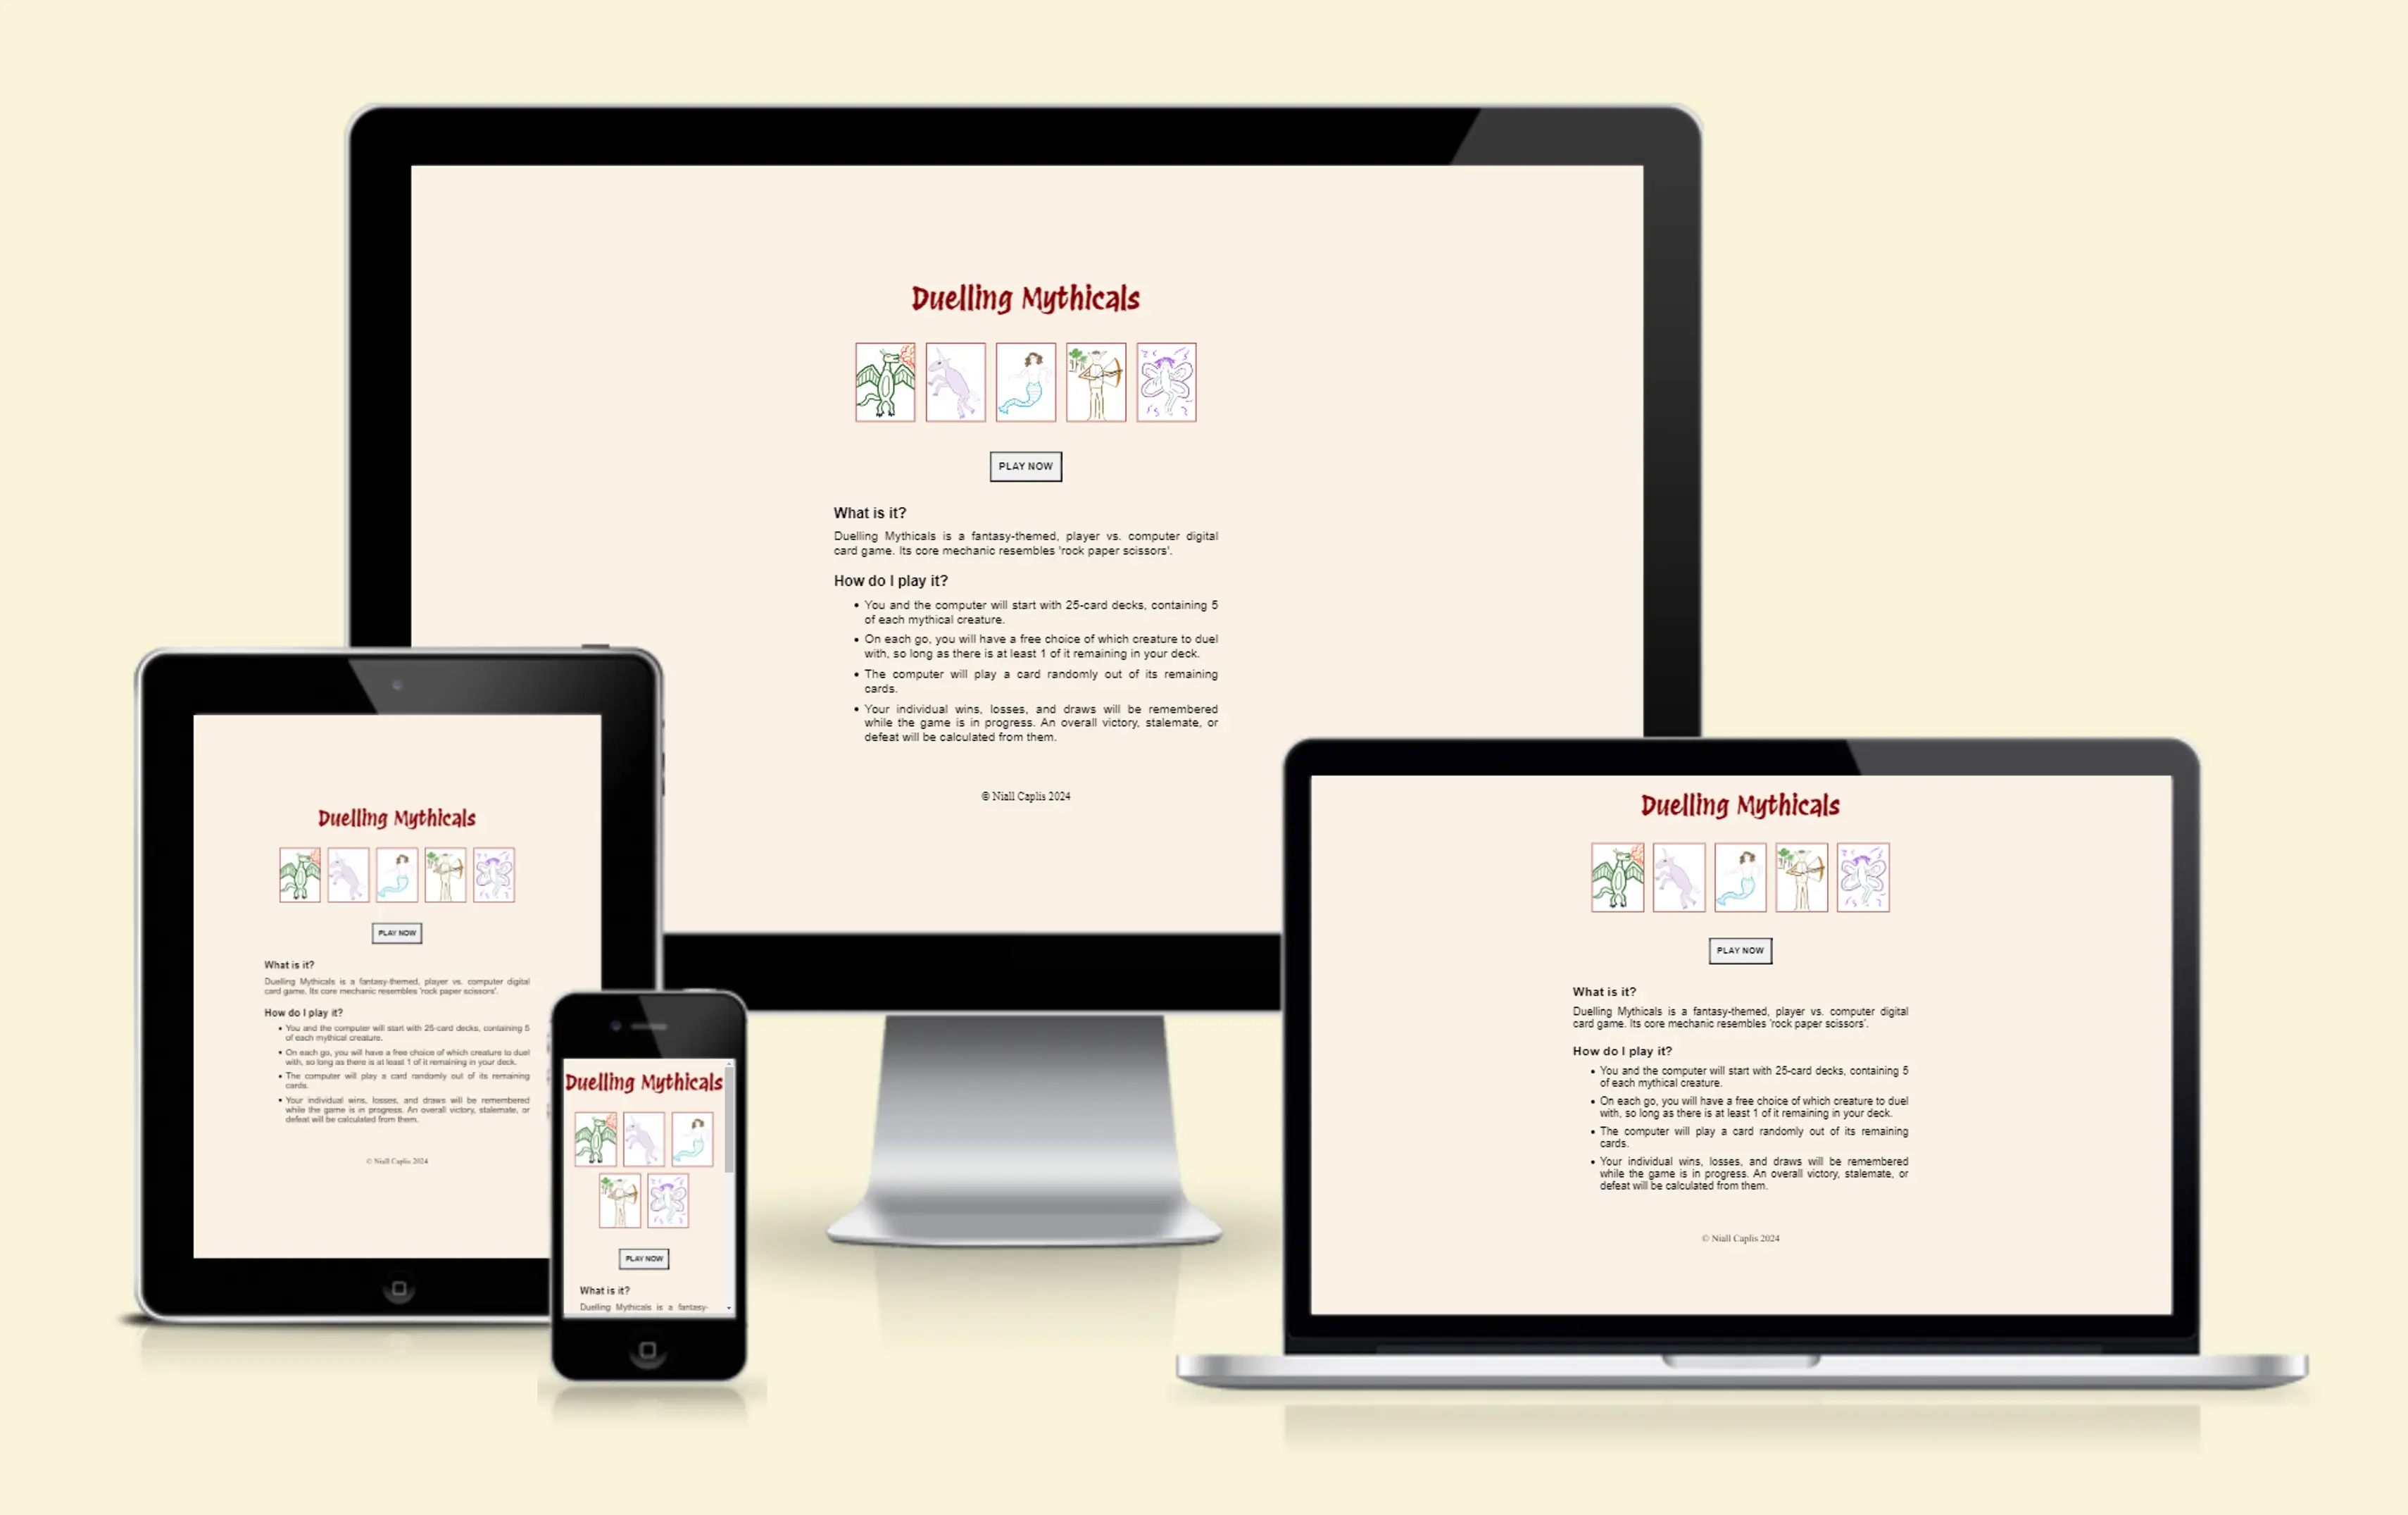 Duelling Mythicals
PLAY NOW
What is it?
Duelling Mythicals is a fantasy-themed, player vs. computer digital
card game. Its core mechanic resembles 'rock paper scissors'.
How do I play it?
• You and the computer will start with 25-card decks, containing 5
of each mythical creature.
• On each go, you will have a free choice of which creature to duel
with, so long as there is at least 1 of it remaining in your deck.
• The computer will play a card randomly out of its remaining
cards.
• Your individual wins, losses, and draws will be remembered
while the game is in progress. An overall victory, stalemate, or
defeat will be calculated from them.
© Niall Caplis 2024
Duelling Mythicals
PLAY NOW
What is it?
Duelling Mythicals is a fantasy-themed, player vs. computer digital
card game. Its core mechanic resembles 'rock paper scissors'.
How do I play it?
• You and the computer will start with 25-card decks, containing 5
of each mythical creature.
• On each go, you will have a free choice of which creature to duel
with, so long as there is at least 1 of it remaining in your deck.
• The computer will play a card randomly out of its remaining
cards.
• Your individual wins, losses, and draws will be remembered
while the game is in progress. An overall victory, stalemate, or
defeat will be calculated from them.
© Niall Caplis 2024
Duelling Mythicals
PLAY NOW
What is it?
Duelling Mythicals is a fantasy-
Duelling Mythicals
PLAY NOW
What is it?
Duelling Mythicals is a fantasy-themed, player vs. computer digital
card game. Its core mechanic resembles 'rock paper scissors'.
How do I play it?
• You and the computer will start with 25-card decks, containing 5
of each mythical creature.
• On each go, you will have a free choice of which creature to duel
with, so long as there is at least 1 of it remaining in your deck.
• The computer will play a card randomly out of its remaining
cards.
• Your individual wins, losses, and draws will be remembered
while the game is in progress. An overall victory, stalemate, or
defeat will be calculated from them.
© Niall Caplis 2024